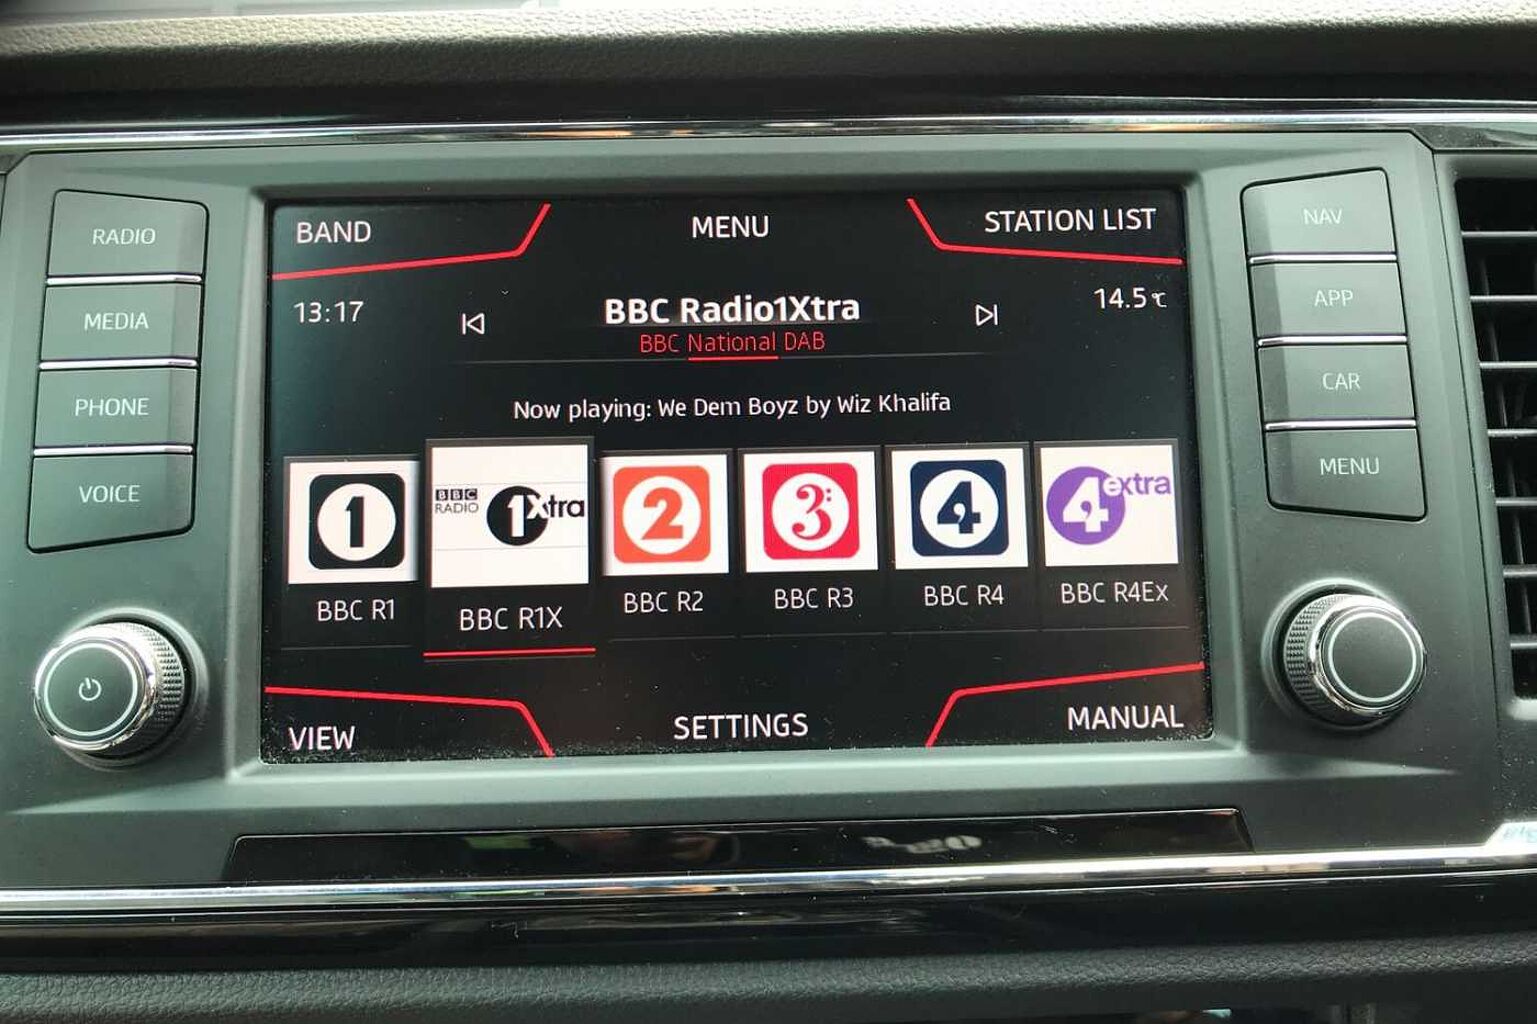 RADIO
MEDIA
PHONE
VOICE
BAND
MENU
STATION LIST
13:17
BBC Radio1Xtra
14.5°C
BBC National DAB
Now playing: We Dem Boyz by Wiz Khalifa
1
BBC
RADIO
1Xtra
2
3
4
4 extra
BBC R1
BBC R1X
BBC R2
BBC R3
BBC R4
BBC R4Ex
VIEW
SETTINGS
MANUAL
NAV
APP
CAR
MENU